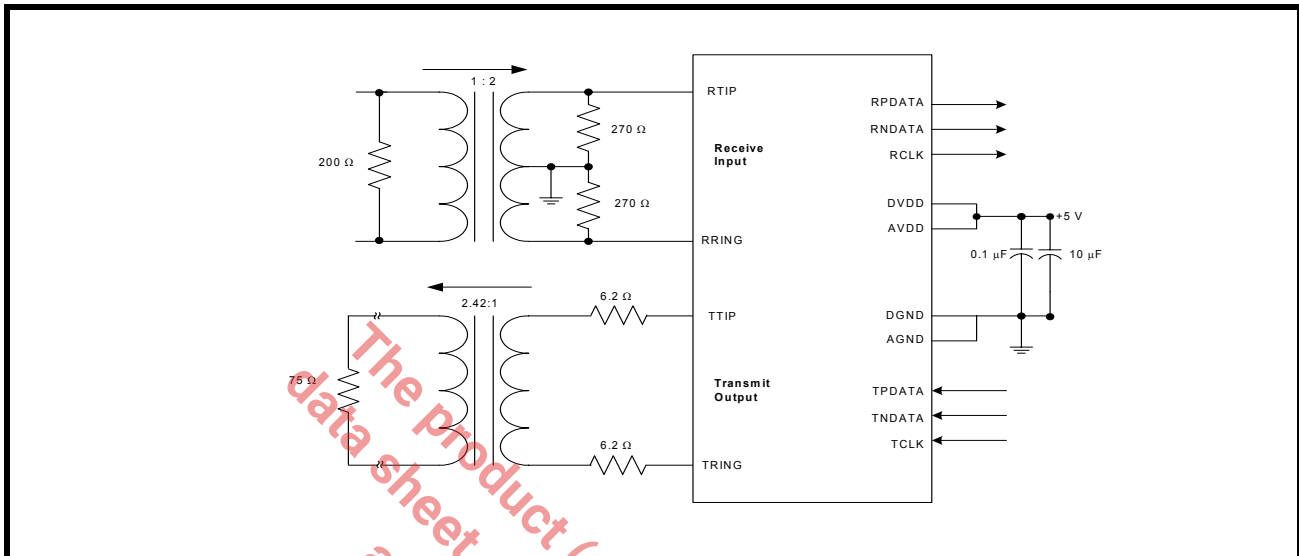 1 : 2
200 Ω
270 Ω
270 Ω
RTIP
Receive
Input
RRING
2.42:1
75 Ω
6.2 Ω
6.2 Ω
TTIP
Transmit
Output
TRING
RPDATA
RNDATA
RCLK
DVDD
AVDD
+5 V
0.1 µF
10 µF
DGND
AGND
TPDATA
TNDATA
TCLK
The product (
data sheet
a